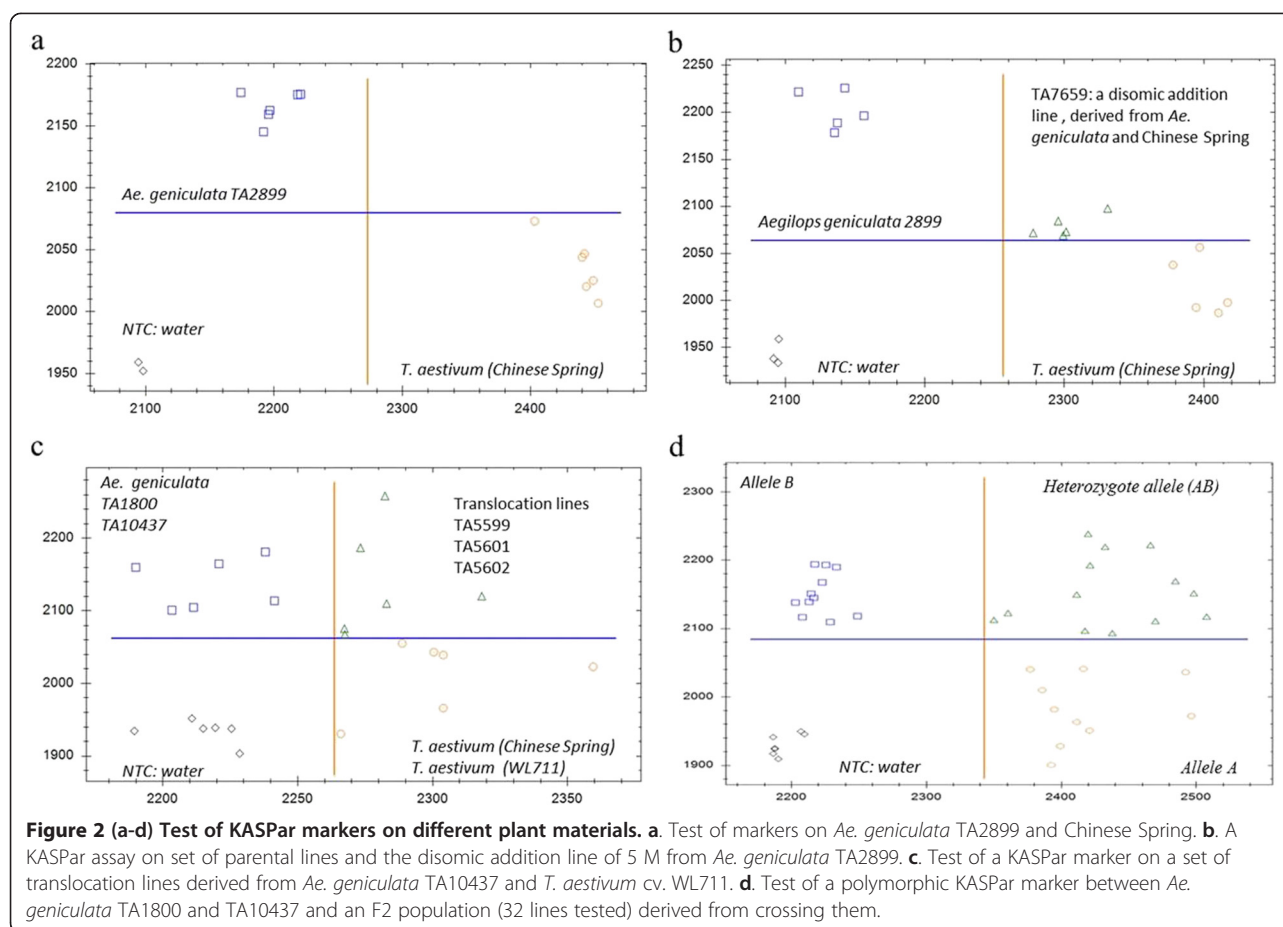 a
2200
2150
2100
2050
2000
1950
Ae. geniculata TA2899
NTC: water
T. aestivum (Chinese Spring)
2100 2200 2300 2400
b
2250
2200
2150
2100
2050
2000
1950
TA7659: a disomic addition
line , derived from Ae.
geniculata and Chinese Spring
Aegilops geniculata 2899
NTC: water
T. aestivum (Chinese Spring)
2100 2200 2300 2400
c
2200
2100
2000
1900
Ae. geniculata
TA1800
TA10437
Translocation lines
TA5599
TA5601
TA5602
NTC: water
T. aestivum (Chinese Spring)
T. aestivum (WL711)
2200 2250 2300 2350
d
2300
2200
2100
2000
1900
Allele B
Heterozygote allele (AB)
NTC: water
Allele A
2200 2300 2400 2500
Figure 2 (a-d) Test of KASPar markers on different plant materials. a. Test of markers on Ae. geniculata TA2899 and Chinese Spring. b. A
KASPar assay on set of parental lines and the disomic addition line of 5 M from Ae. geniculata TA2899. c. Test of a KASPar marker on a set of
translocation lines derived from Ae. geniculata TA10437 and T. aestivum cv. WL711. d. Test of a polymorphic KASPar marker between Ae.
geniculata TA1800 and TA10437 and an F2 population (32 lines tested) derived from crossing them.